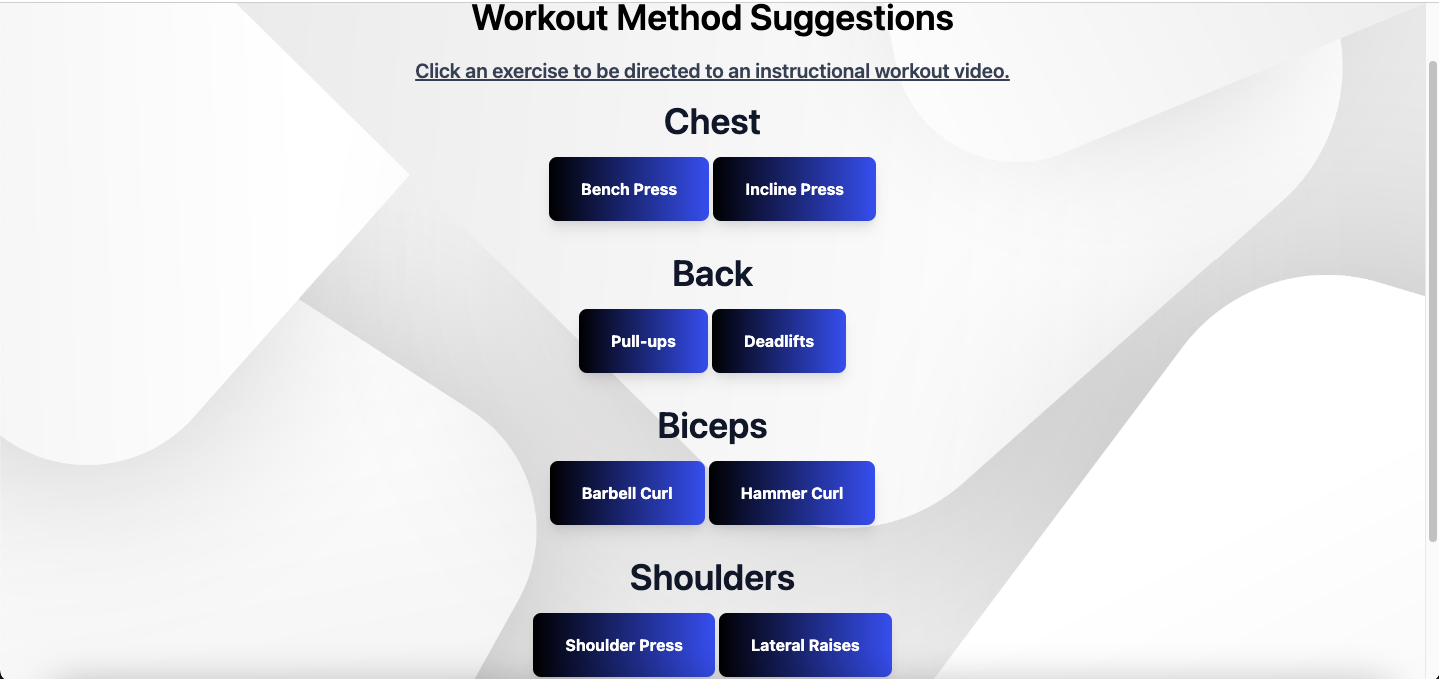 Workout Method Suggestions
Click an exercise to be directed to an instructional workout video.
Chest
Bench Press Incline Press
Back
Pull-ups Deadlifts
Biceps
Barbell Curl Hammer Curl
Shoulders
Shoulder Press Lateral Raises